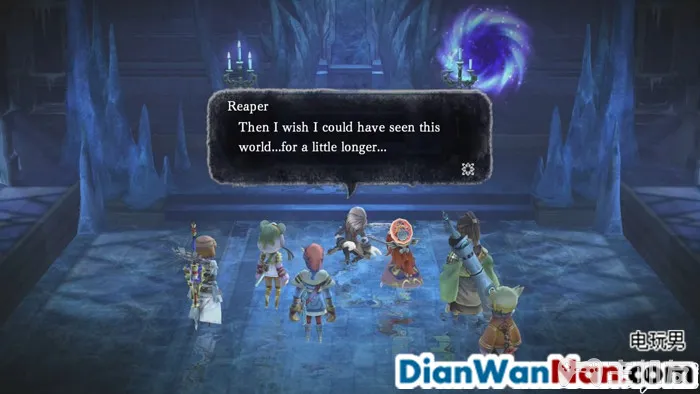 Reaper
Then I wish I could have seen this
world...for a little longer...
电玩男
DianWanNan.com